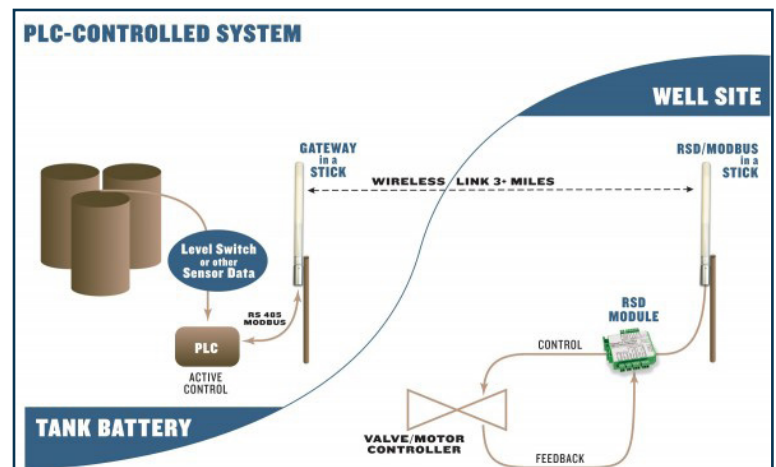 PLC-CONTROLLED SYSTEM
WELL SITE
GATEWAY
in a
STICK
RSD/MODBUS
in a
STICK
WIRELESS LINK 3+ MILES
Level Switch
or other
Sensor Data
RS 485
MODBUS
PLC
ACTIVE
CONTROL
RSD
MODULE
CONTROL
TANK BATTERY
VALVE/MOTOR
CONTROLLER
FEEDBACK